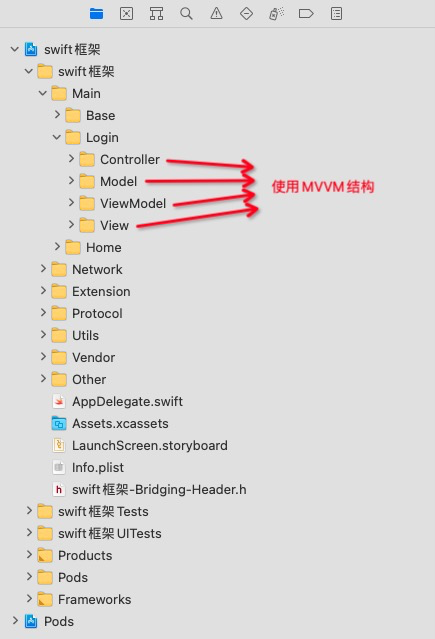 swift框架
swift框架
Main
Base
Login
Controller
Model
使用MVVM结构
ViewModel
View
Home
Network
Extension
Protocol
Utils
Vendor
Other
AppDelegate.swift
Assets.xcassets
LaunchScreen.storyboard
Info.plist
h swift框架-Bridging-Header.h
swift框架Tests
swift框架UITests
Products
Pods
Frameworks
Pods